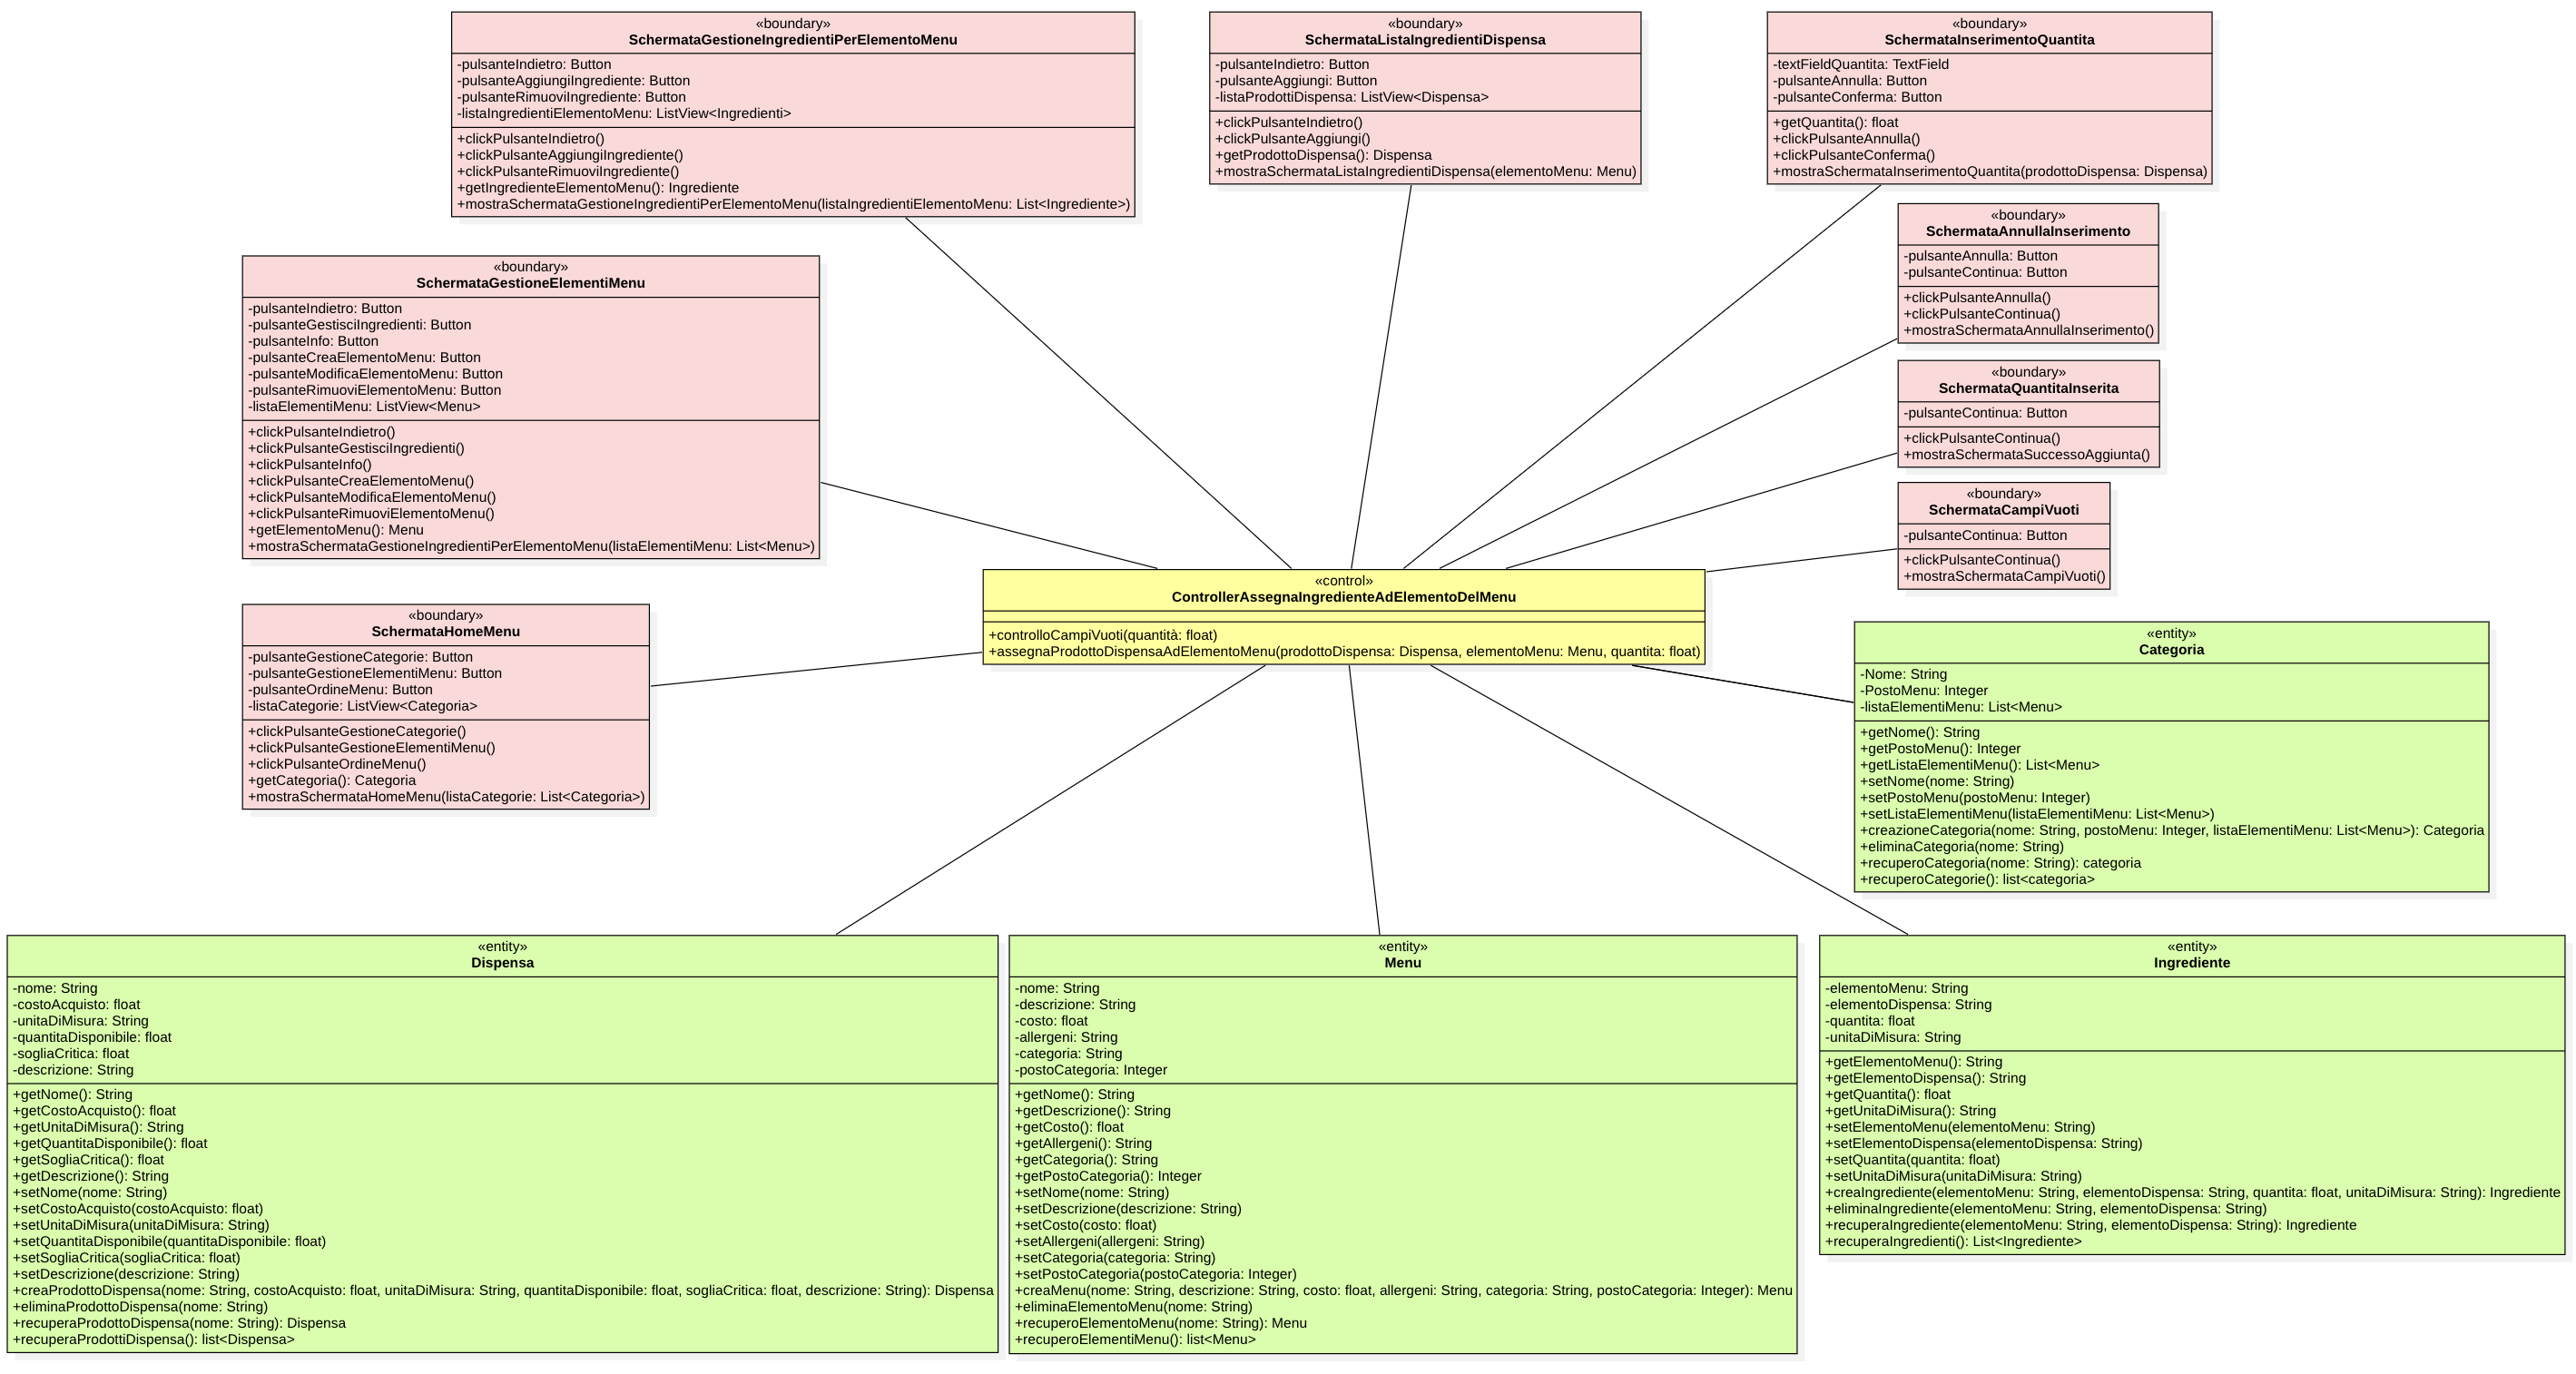 «boundary»
SchermataGestioneIngredientiPerElementoMenu
-pulsanteIndietro: Button
-pulsanteAggiungiIngrediente: Button
-pulsanteRimuoviIngrediente: Button
-listaIngredientiElementoMenu: ListView<Ingredienti>
+clickPulsanteIndietro()
+clickPulsanteAggiungiIngrediente()
+clickPulsanteRimuoviIngrediente()
+getIngredienteElementoMenu(): Ingrediente
+mostraSchermataGestioneIngredientiPerElementoMenu(listaIngredientiElementoMenu: List<Ingrediente>)
«boundary»
SchermataListaIngredientiDispensa
-pulsanteIndietro: Button
-pulsanteAggiungi: Button
-listaProdottiDispensa: ListView<Dispensa>
+clickPulsanteIndietro()
+clickPulsanteAggiungi()
+getProdottoDispensa(): Dispensa
+mostraSchermataListaIngredientiDispensa(elementoMenu: Menu)
«boundary»
SchermataInserimentoQuantita
-textFieldQuantita: TextField
-pulsanteAnnulla: Button
-pulsanteConferma: Button
+getQuantita(): float
+clickPulsanteAnnulla()
+clickPulsanteConferma()
+mostraSchermataInserimentoQuantita(prodottoDispensa: Dispensa)
«boundary»
SchermataAnnullaInserimento
-pulsanteAnnulla: Button
-pulsanteContinua: Button
+clickPulsanteAnnulla()
+clickPulsanteContinua()
+mostraSchermataAnnullaInserimento()
«boundary»
SchermataGestioneElementiMenu
-pulsanteIndietro: Button
-pulsanteGestisciIngredienti: Button
-pulsanteInfo: Button
-pulsanteCreaElementoMenu: Button
-pulsanteModificaElementoMenu: Button
-pulsanteRimuoviElementoMenu: Button
-listaElementiMenu: ListView<Menu>
+clickPulsanteIndietro()
+clickPulsanteGestisciIngredienti()
+clickPulsanteInfo()
+clickPulsanteCreaElementoMenu()
+clickPulsanteModificaElementoMenu()
+clickPulsanteRimuoviElementoMenu()
+getElementoMenu(): Menu
+mostraSchermataGestioneIngredientiPerElementoMenu(listaElementiMenu: List<Menu>)
«boundary»
SchermataQuantitaInserita
-pulsanteContinua: Button
+clickPulsanteContinua()
+mostraSchermataSuccessoAggiunta()
«boundary»
SchermataCampiVuoti
-pulsanteContinua: Button
+clickPulsanteContinua()
+mostraSchermataCampiVuoti()
«control»
ControllerAssegnaIngredienteAdElementoDelMenu
+controlloCampiVuoti(quantità: float)
+assegnaProdottoDispensaAdElementoMenu(prodottoDispensa: Dispensa, elementoMenu: Menu, quantita: float)
«boundary»
SchermataHomeMenu
-pulsanteGestioneCategorie: Button
-pulsanteGestioneElementiMenu: Button
-pulsanteOrdineMenu: Button
-listaCategorie: ListView<Categoria>
+clickPulsanteGestioneCategorie()
+clickPulsanteGestioneElementiMenu()
+clickPulsanteOrdineMenu()
+getCategoria(): Categoria
+mostraSchermataHomeMenu(listaCategorie: List<Categoria>)
«entity»
Categoria
-Nome: String
-PostoMenu: Integer
-listaElementiMenu: List<Menu>
+getNome(): String
+getPostoMenu(): Integer
+getListaElementiMenu(): List<Menu>
+setNome(nome: String)
+setPostoMenu(postoMenu: Integer)
+setListaElementiMenu(listaElementiMenu: List<Menu>)
+creazioneCategoria(nome: String, postoMenu: Integer, listaElementiMenu: List<Menu>): Categoria
+eliminaCategoria(nome: String)
+recuperoCategoria(nome: String): categoria
+recuperoCategorie(): list<categoria>
«entity»
Dispensa
-nome: String
-costoAcquisto: float
-unitaDiMisura: String
-quantitaDisponibile: float
-sogliaCritica: float
-descrizione: String
+getNome(): String
+getCostoAcquisto(): float
+getUnitaDiMisura(): String
+getQuantitaDisponibile(): float
+getSogliaCritica(): float
+getDescrizione(): String
+setNome(nome: String)
+setCostoAcquisto(costoAcquisto: float)
+setUnitaDiMisura(unitaDiMisura: String)
+setQuantitaDisponibile(quantitaDisponibile: float)
+setSogliaCritica(sogliaCritica: float)
+setDescrizione(descrizione: String)
+creaProdottoDispensa(nome: String, costoAcquisto: float, unitaDiMisura: String, quantitaDisponibile: float, sogliaCritica: float, descrizione: String): Dispensa
+eliminaProdottoDispensa(nome: String)
+recuperaProdottoDispensa(nome: String): Dispensa
+recuperaProdottiDispensa(): list<Dispensa>
«entity»
Menu
-nome: String
-descrizione: String
-costo: float
-allergeni: String
-categoria: String
-postoCategoria: Integer
+getNome(): String
+getDescrizione(): String
+getCosto(): float
+getAllergeni(): String
+getCategoria(): String
+getPostoCategoria(): Integer
+setNome(nome: String)
+setDescrizione(descrizione: String)
+setCosto(costo: float)
+setAllergeni(allergeni: String)
+setCategoria(categoria: String)
+setPostoCategoria(postoCategoria: Integer)
+creaMenu(nome: String, descrizione: String, costo: float, allergeni: String, categoria: String, postoCategoria: Integer): Menu
+eliminaElementoMenu(nome: String)
+recuperoElementoMenu(nome: String): Menu
+recuperoElementiMenu(): list<Menu>
«entity»
Ingrediente
-elementoMenu: String
-elementoDispensa: String
-quantita: float
-unitaDiMisura: String
+getElementoMenu(): String
+getElementoDispensa(): String
+getQuantita(): float
+getUnitaDiMisura(): String
+setElementoMenu(elementoMenu: String)
+setElementoDispensa(elementoDispensa: String)
+setQuantita(quantita: float)
+setUnitaDiMisura(unitaDiMisura: String)
+creaIngrediente(elementoMenu: String, elementoDispensa: String, quantita: float, unitaDiMisura: String): Ingrediente
+eliminaIngrediente(elementoMenu: String, elementoDispensa: String)
+recuperaIngrediente(elementoMenu: String, elementoDispensa: String): Ingrediente
+recuperaIngredienti(): List<Ingrediente>